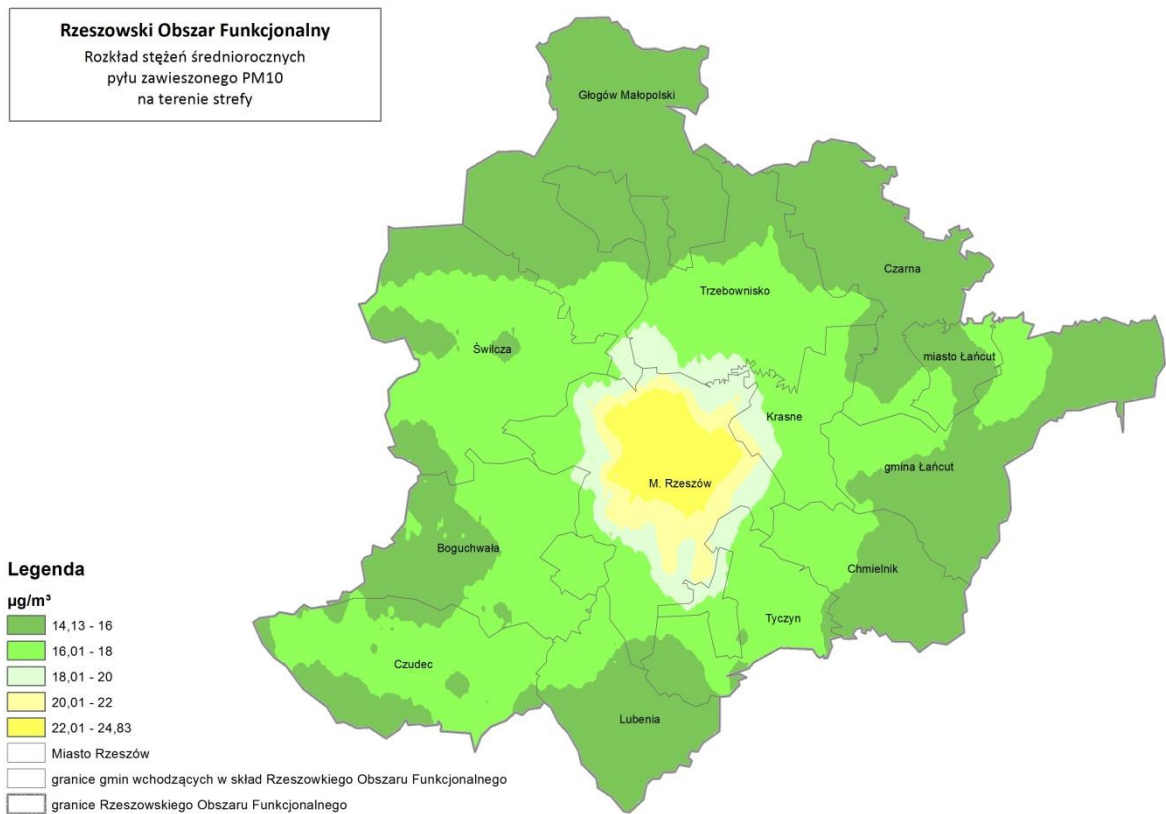 Rzeszowski Obszar Funkcjonalny
Rozkład stężeń średniorocznych
pyłu zawieszonego PM10
na terenie strefy
Głogów Małopolski
Czarna
Trzebownisko
Świlcza
miasto Łańcut
Krasne
gmina Łańcut
M. Rzeszów
Boguchwała
Chmielnik
Tyczyn
Czudec
Lubenia
Legenda
µg/m³
14,13 - 16
16,01 - 18
18,01 - 20
20,01 - 22
22,01 - 24,83
Miasto Rzeszów
granice gmin wchodzących w skład Rzeszowkiego Obszaru Funkcjonalnego
granice Rzeszowskiego Obszaru Funkcjonalnego